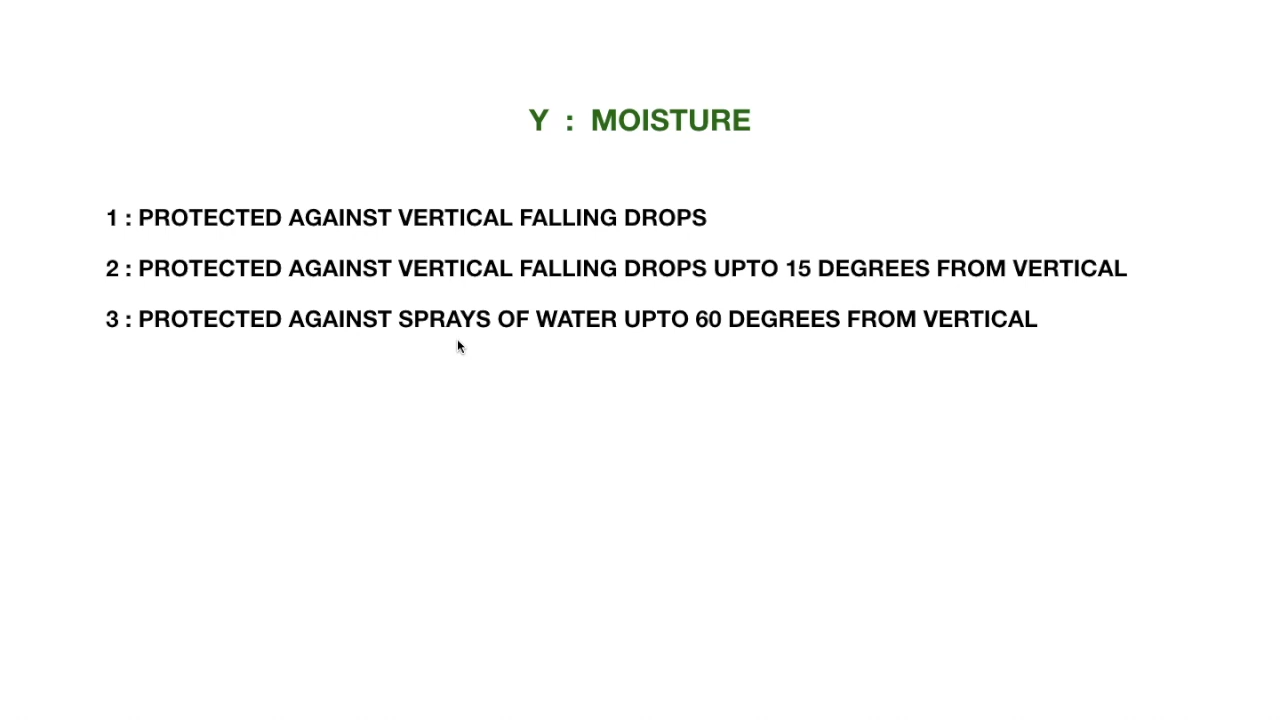 Y : MOISTURE
1 : PROTECTED AGAINST VERTICAL FALLING DROPS
2 : PROTECTED AGAINST VERTICAL FALLING DROPS UPTO 15 DEGREES FROM VERTICAL
3 : PROTECTED AGAINST SPRAYS OF WATER UPTO 60 DEGREES FROM VERTICAL